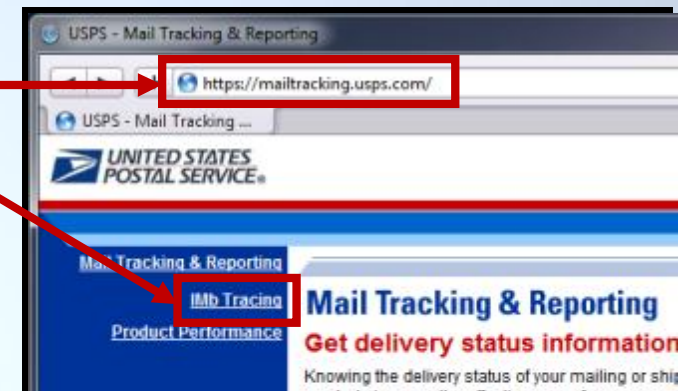 USPS - Mail Tracking & Reporting
https://mailtracking.usps.com/
USPS - Mail Tracking ...
UNITED STATES
POSTAL SERVICE®
Mail Tracking & Reporting
IMb Tracing
Product Performance
Mail Tracking & Reporting
Get delivery status information
Knowing the delivery status of your mailing or ship